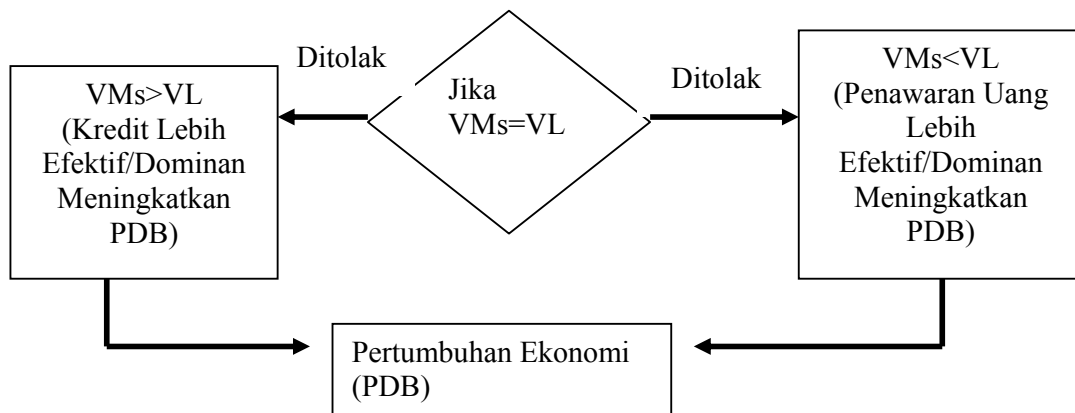 Ditolak
VMs>VL
(Kredit Lebih
Efektif/Dominan
Meningkatkan
PDB)
Jika
VMs=VL
Ditolak
VMs<VL
(Penawaran Uang
Lebih
Efektif/Dominan
Meningkatkan
PDB)
Pertumbuhan Ekonomi
(PDB)